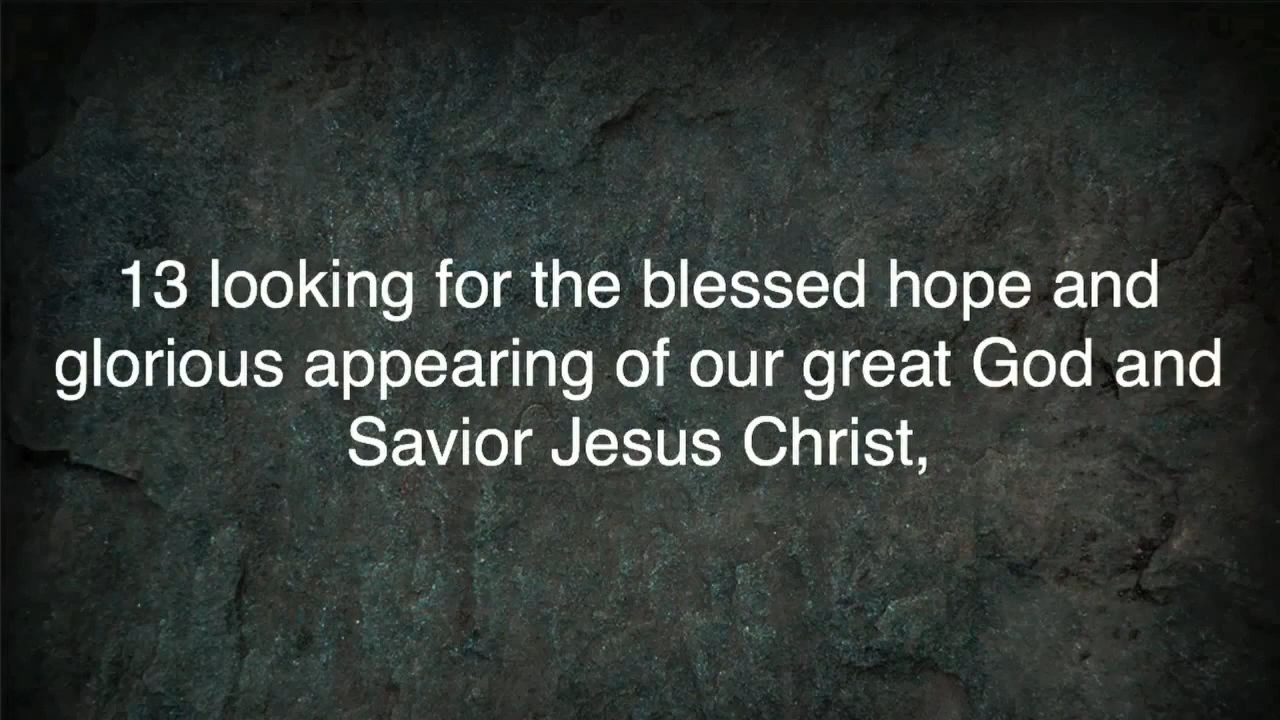 13 looking for the blessed hope and
glorious appearing of our great God and
Savior Jesus Christ,